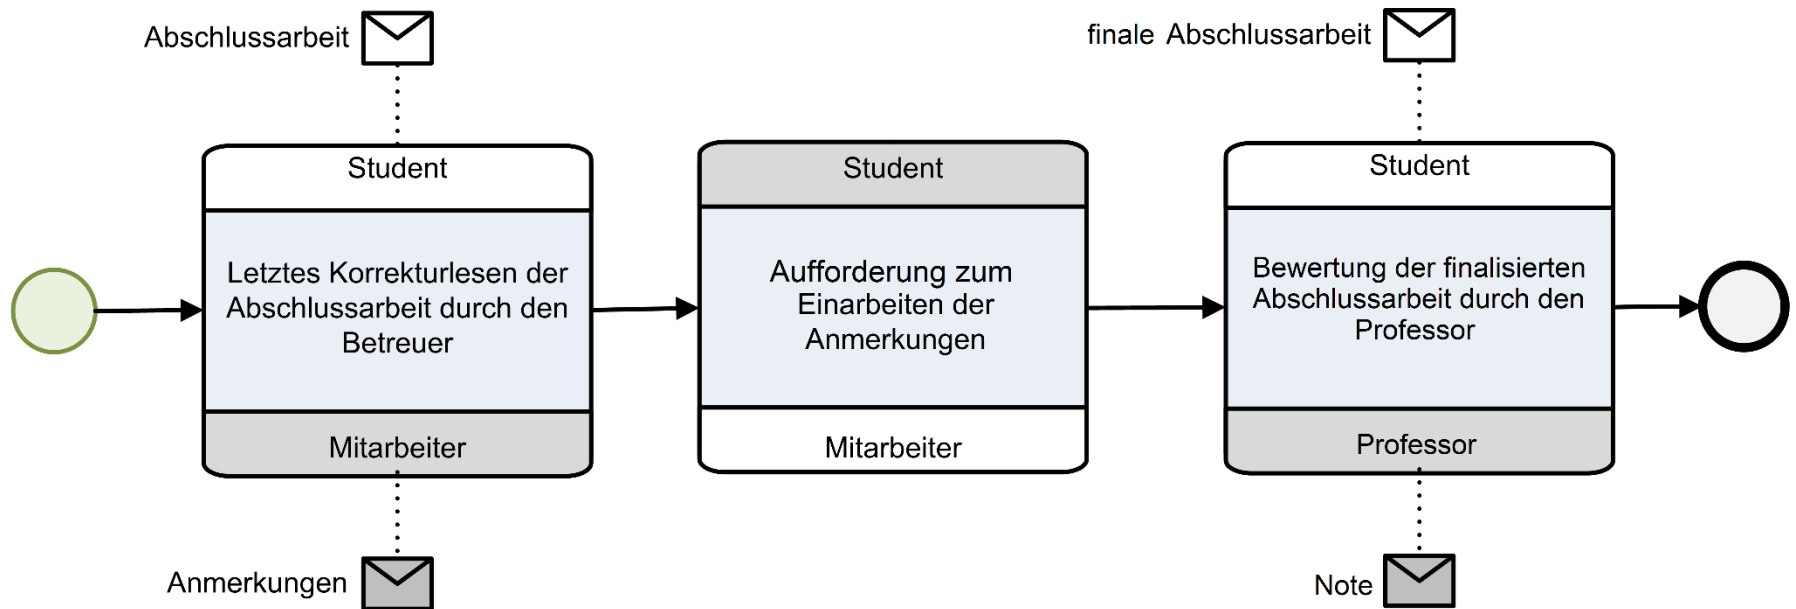 Abschlussarbeit
finale Abschlussarbeit
Student
Letztes Korrekturlesen der
Abschlussarbeit durch den
Betreuer
Mitarbeiter
Anmerkungen
Student
Aufforderung zum
Einarbeiten der
Anmerkungen
Mitarbeiter
Student
Bewertung der finalisierten
Abschlussarbeit durch den
Professor
Professor
Note